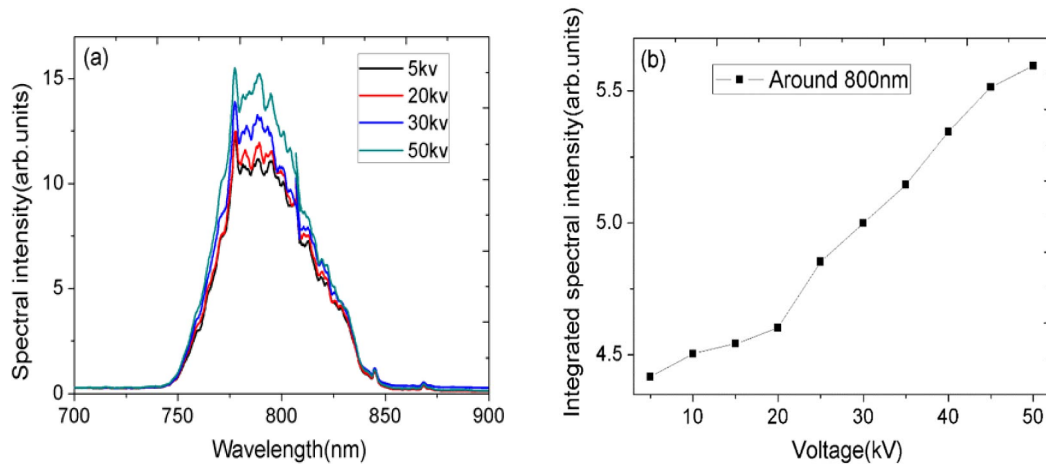 (a)
5kv
20kv
30kv
50kv
15
10
5
0
700 750 800 850 900
Spectral intensity(arb.units)
Wavelength(nm)
(b)
Around 800nm
5.5
5.0
4.5
10 20 30 40 50
Integrated spectral intensity(arb.units)
Voltage(kV)